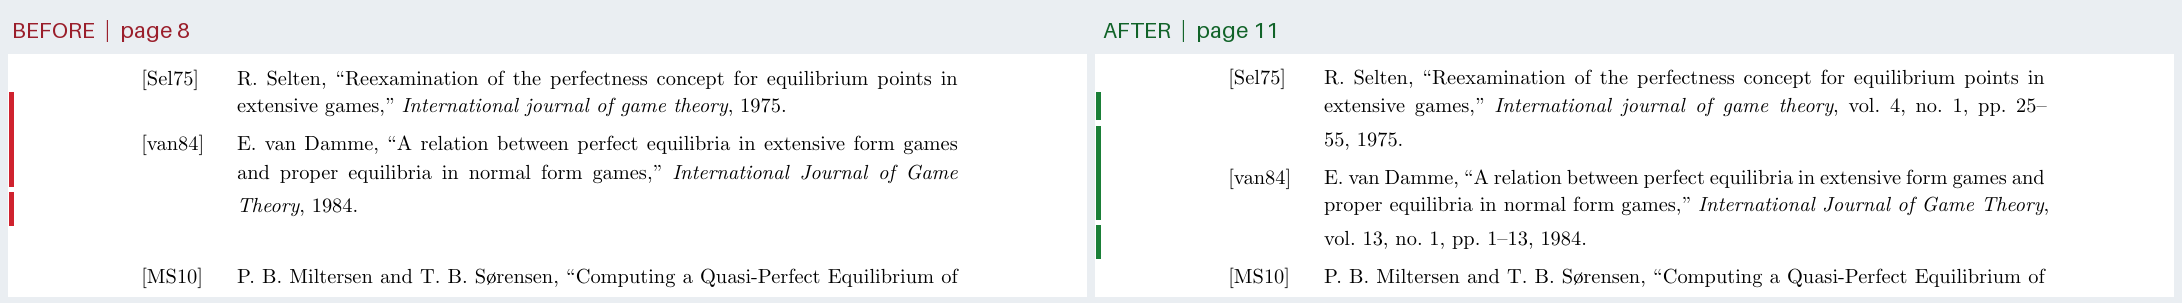 BEFORE | page 8
[Sel75] R. Selten, “Reexamination of the perfectness concept for equilibrium points in
extensive games,” International journal of game theory, 1975.
[van84] E. van Damme, “A relation between perfect equilibria in extensive form games
and proper equilibria in normal form games,” International Journal of Game
Theory, 1984.
[MS10] P. B. Miltersen and T. B. Sørensen, “Computing a Quasi-Perfect Equilibrium of
AFTER | page 11
[Sel75] R. Selten, “Reexamination of the perfectness concept for equilibrium points in
extensive games,” International journal of game theory, vol. 4, no. 1, pp. 25–
55, 1975.
[van84] E. van Damme, “A relation between perfect equilibria in extensive form games and
proper equilibria in normal form games,” International Journal of Game Theory,
vol. 13, no. 1, pp. 1–13, 1984.
[MS10] P. B. Miltersen and T. B. Sørensen, “Computing a Quasi-Perfect Equilibrium of